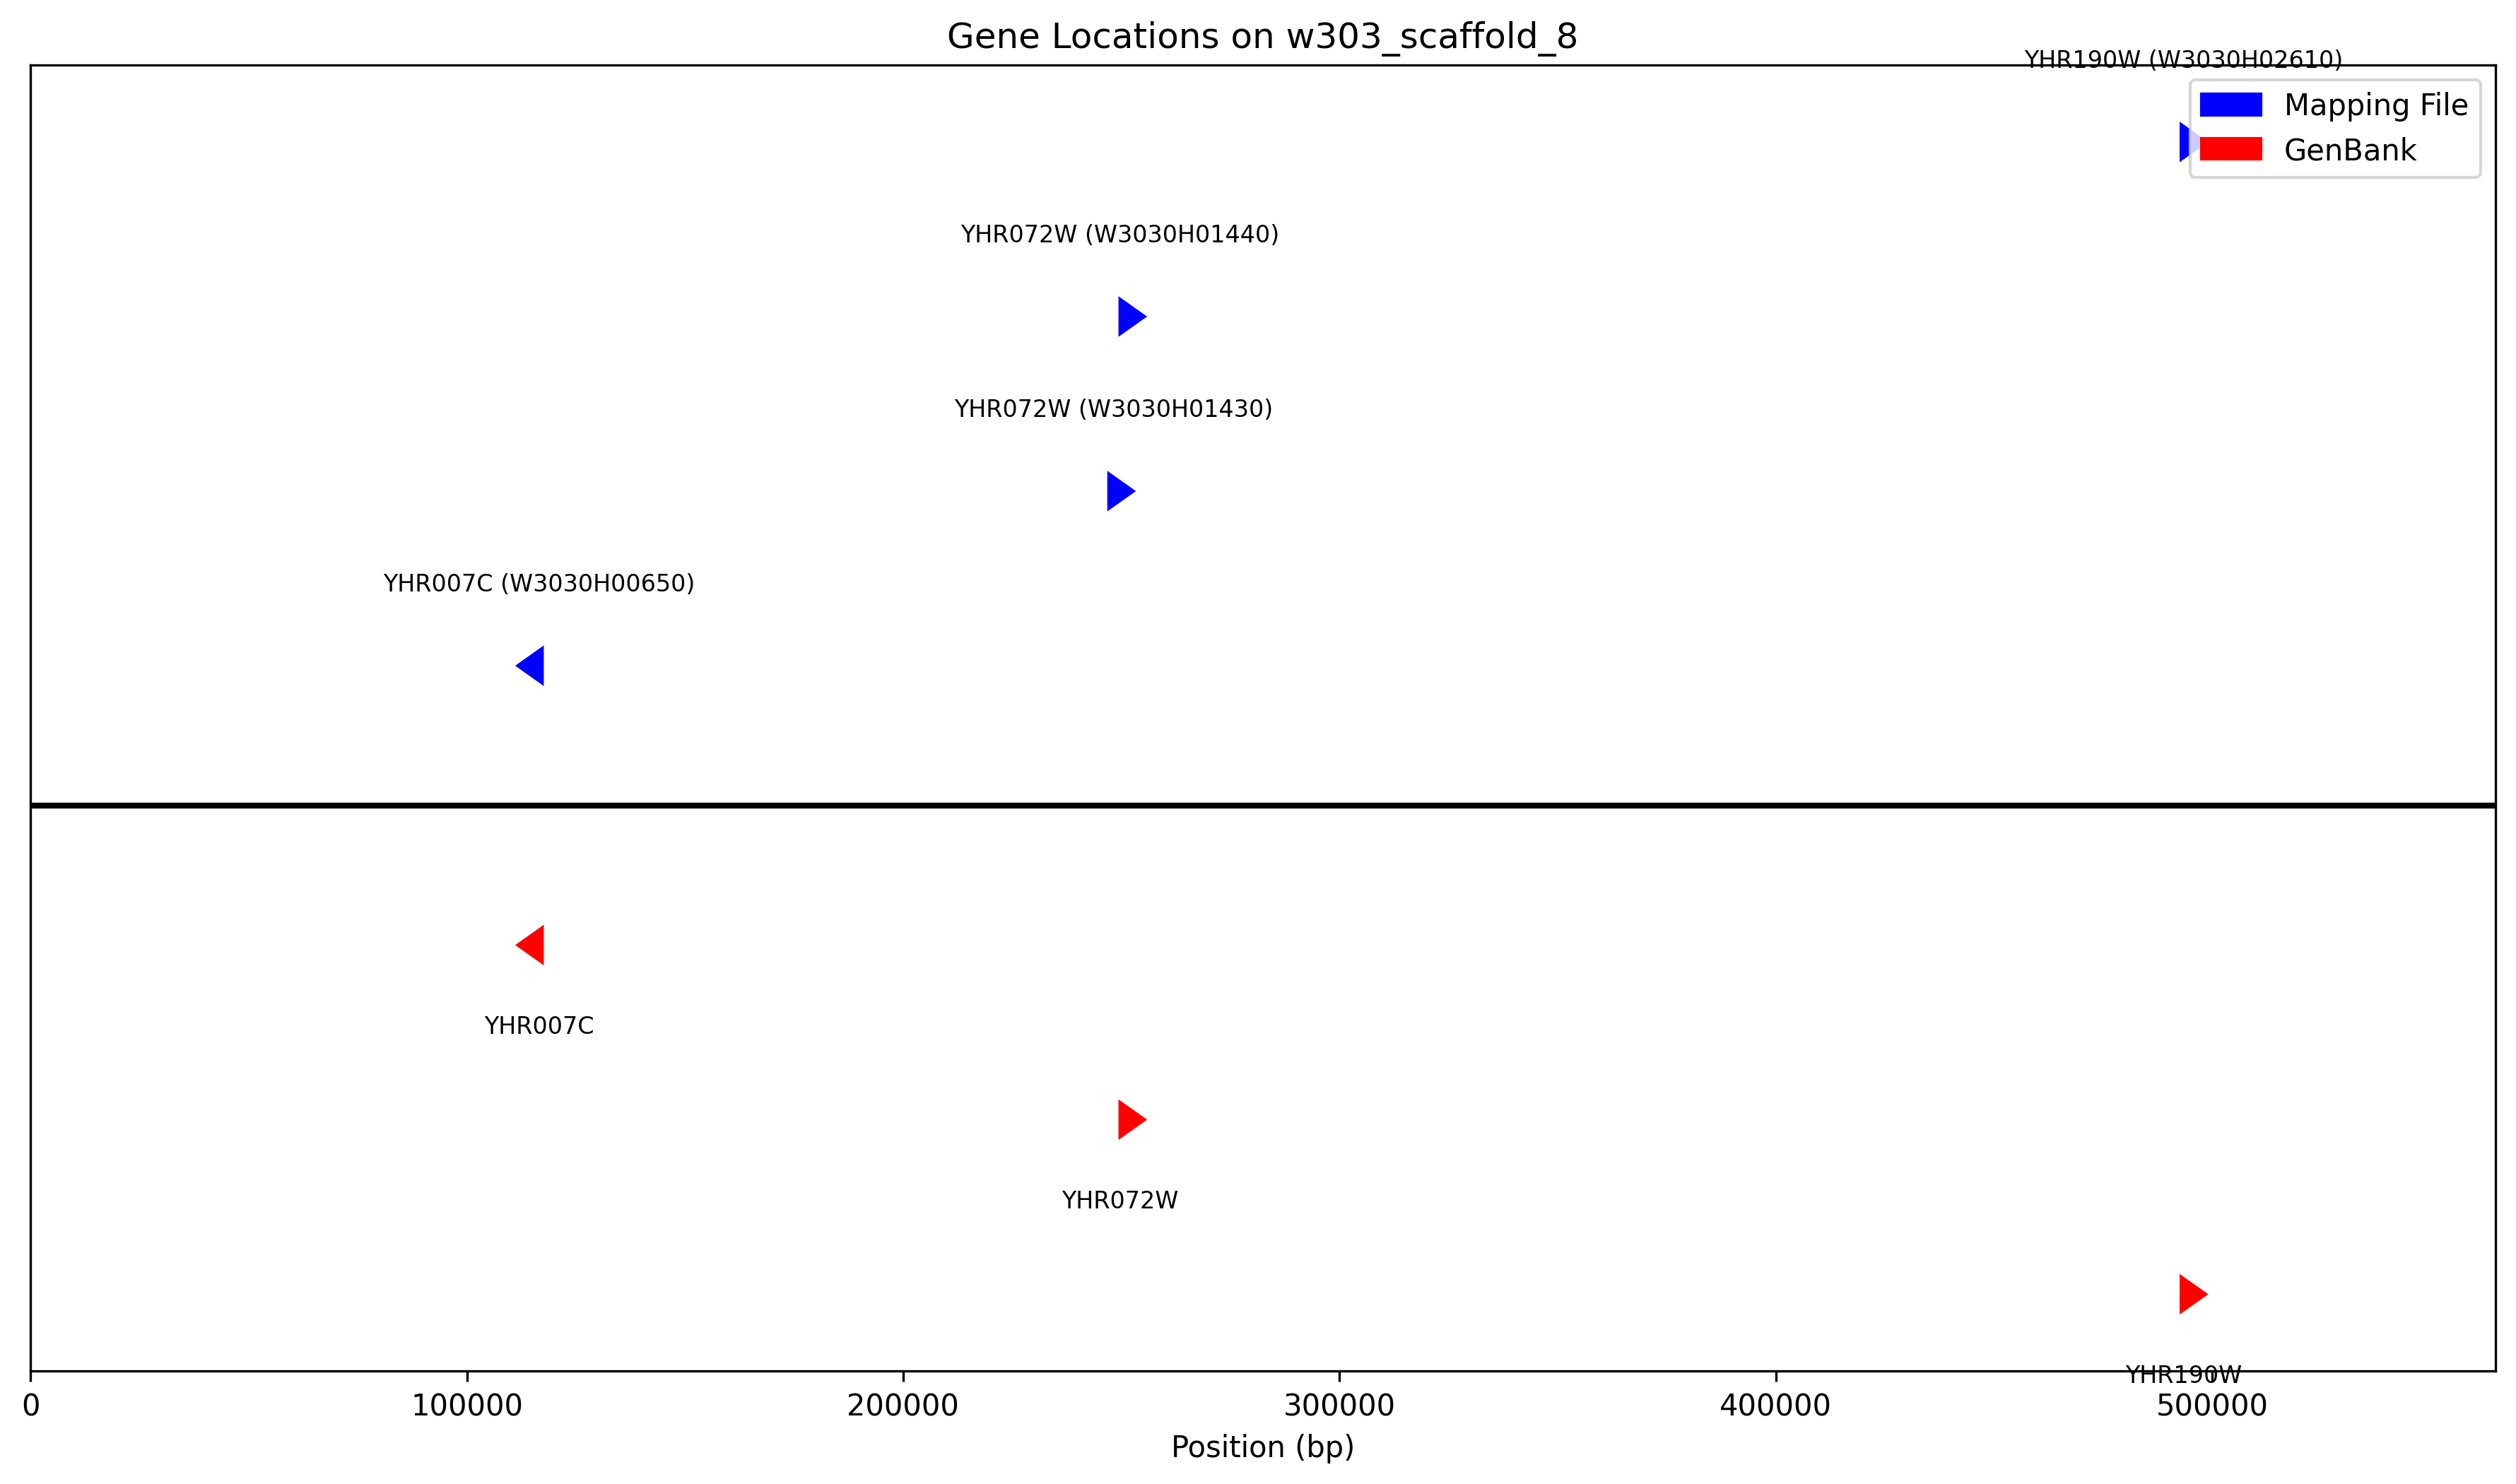 Gene Locations on w303_scaffold_8
YHR190W (W3030H02610)
Mapping File
GenBank
YHR072W (W3030H01440)
YHR072W (W3030H01430)
YHR007C (W3030H00650)
YHR007C
YHR072W
YHR190W
0 100000 200000 300000 400000 500000
Position (bp)